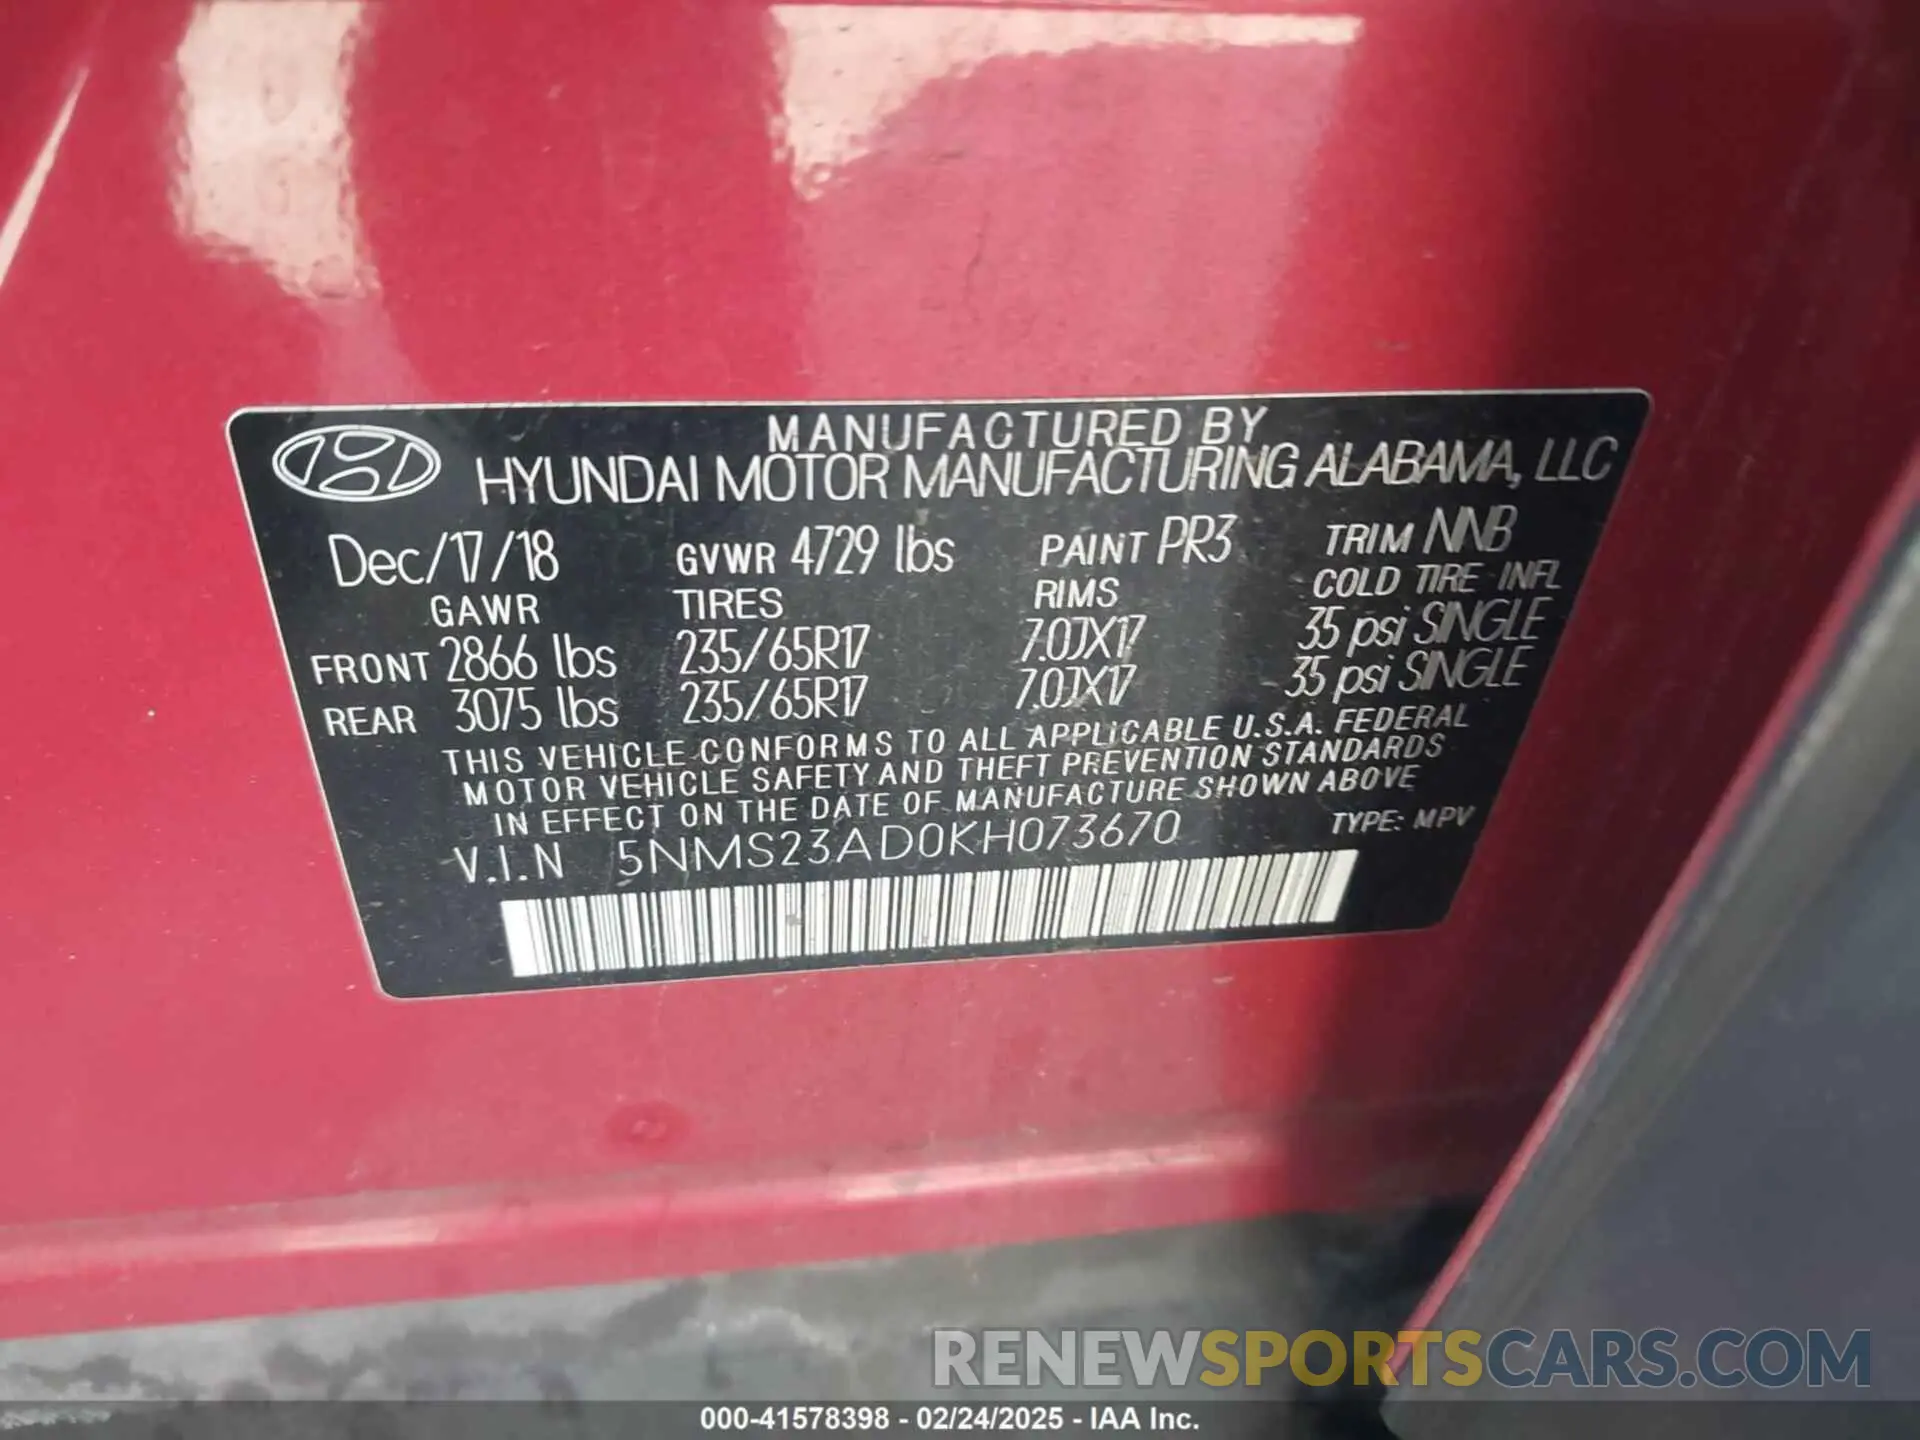 MANUFACTURED BY
HYUNDAI MOTOR MANUFACTURING ALABAMA, LLC
Dec/17/18 GVWR 4729 lbs PAINT PR3 TRIM NNB
GAWR TIRES RIMS COLD TIRE INFL
FRONT 2866 lbs 235/65R17 7.0JX17 35 psi SINGLE
REAR 3075 lbs 235/65R17 7.0JX17 35 psi SINGLE
THIS VEHICLE CONFORMS TO ALL APPLICABLE U.S.A. FEDERAL
MOTOR VEHICLE SAFETY AND THEFT PREVENTION STANDARDS
IN EFFECT ON THE DATE OF MANUFACTURE SHOWN ABOVE
V.I.N 5NMS23AD0KH073670 TYPE: MPV
RENEWSPORTSCARS.COM
000-41578398 - 02/24/2025 - IAA Inc.